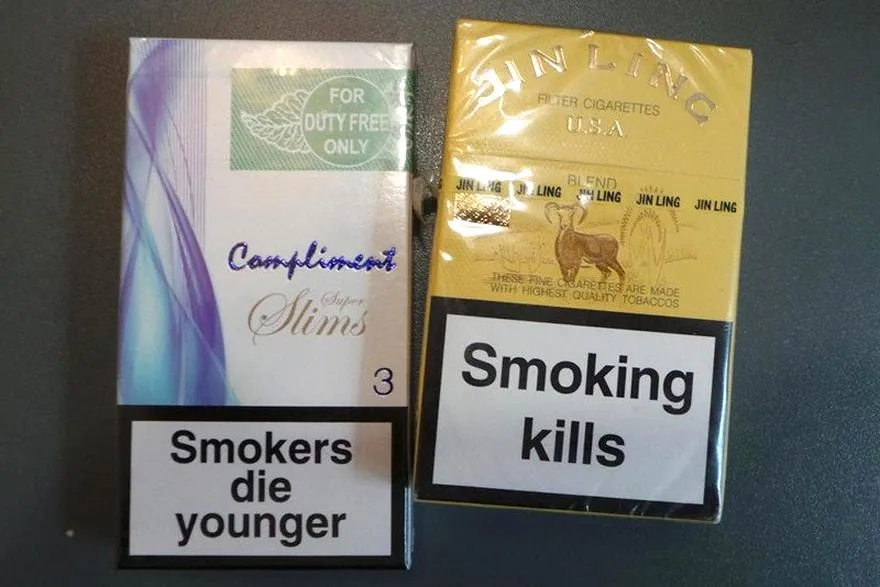 FOR
DUTY FREE
ONLY
Compliment
Super
Slims
3
Smokers
die
younger
JIN LING
FILTER CIGARETTES
U.S.A.
BLEND
JIN LING JIN LING JIN LING JIN LING JIN LING
THESE FINE CIGARETTES ARE MADE
WITH HIGHEST QUALITY TOBACCOS
Smoking
kills